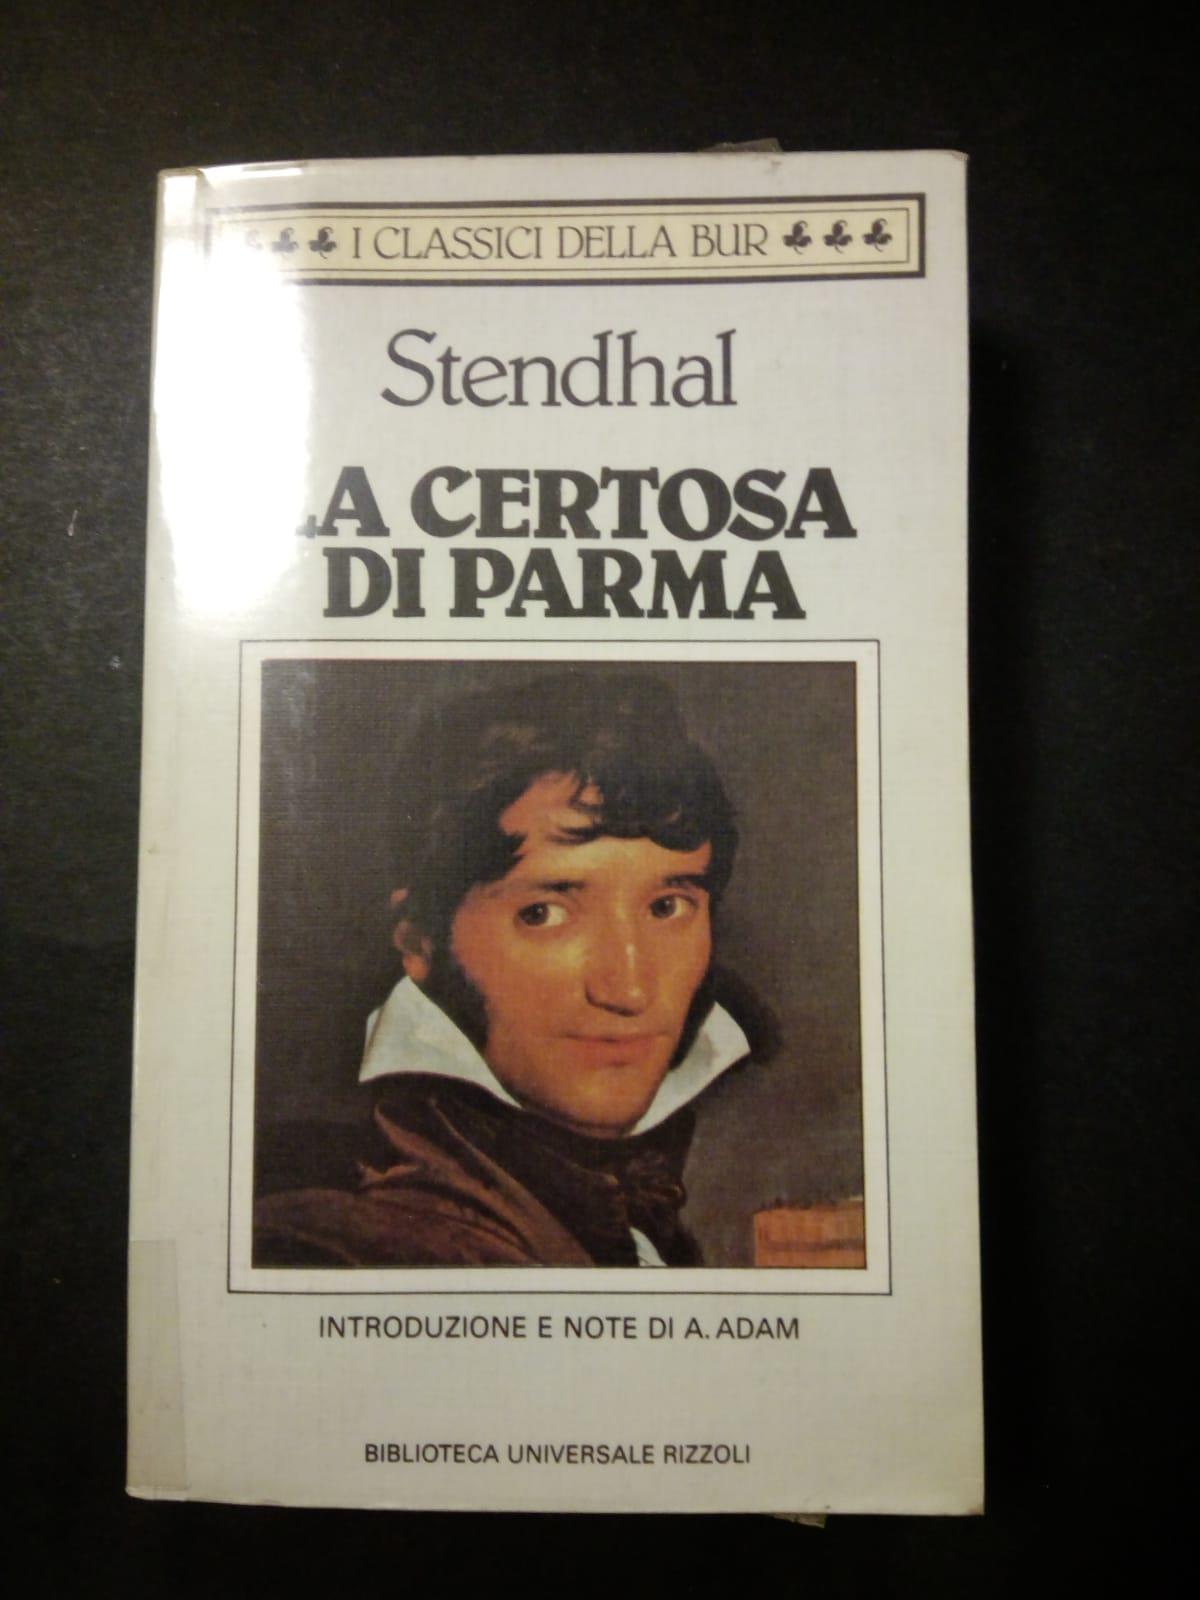 I CLASSICI DELLA BUR
Stendhal
LA CERTOSA
DI PARMA
INTRODUZIONE E NOTE DI A. ADAM
BIBLIOTECA UNIVERSALE RIZZOLI